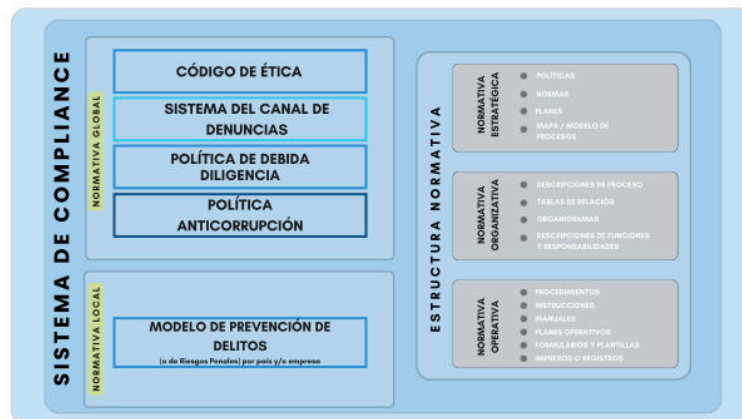 SISTEMA DE COMPLIANCE
NORMATIVA GLOBAL
CÓDIGO DE ÉTICA
SISTEMA DEL CANAL DE
DENUNCIAS
POLÍTICA DE DEBIDA
DILIGENCIA
POLÍTICA
ANTICORRUPCIÓN
NORMATIVA LOCAL
MODELO DE PREVENCIÓN DE
DELITOS
(o de Riesgos Penales) por país y/o empresa
ESTRUCTURA NORMATIVA
NORMATIVA
ESTRATÉGICA
POLÍTICAS
NORMAS
PLANES
MAPA / MODELO DE
PROCESOS
NORMATIVA
ORGANIZATIVA
DESCRIPCIONES DE PROCESO
TABLAS DE RELACIÓN
ORGANIGRAMAS
DESCRIPCIONES DE FUNCIONES
Y RESPONSABILIDADES
NORMATIVA
OPERATIVA
PROCEDIMIENTOS
INSTRUCCIONES
MANUALES
PLANES OPERATIVOS
FORMULARIOS Y PLANTILLAS
IMPRESOS O REGISTROS